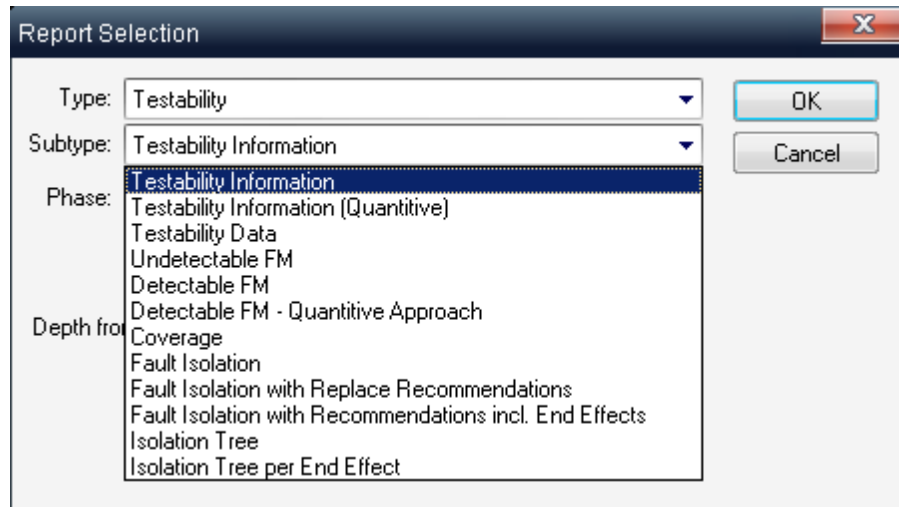 Report Selection
Type: Testability
OK
Subtype: Testability Information
Cancel
Testability Information
Phase:
Testability Information (Quantitive)
Testability Data
Undetectable FM
Detectable FM
Detectable FM - Quantitive Approach
Depth
Coverage
Fault Isolation
Fault Isolation with Replace Recommendations
Fault Isolation with Recommendations incl. End Effects
Isolation Tree
Isolation Tree per End Effect